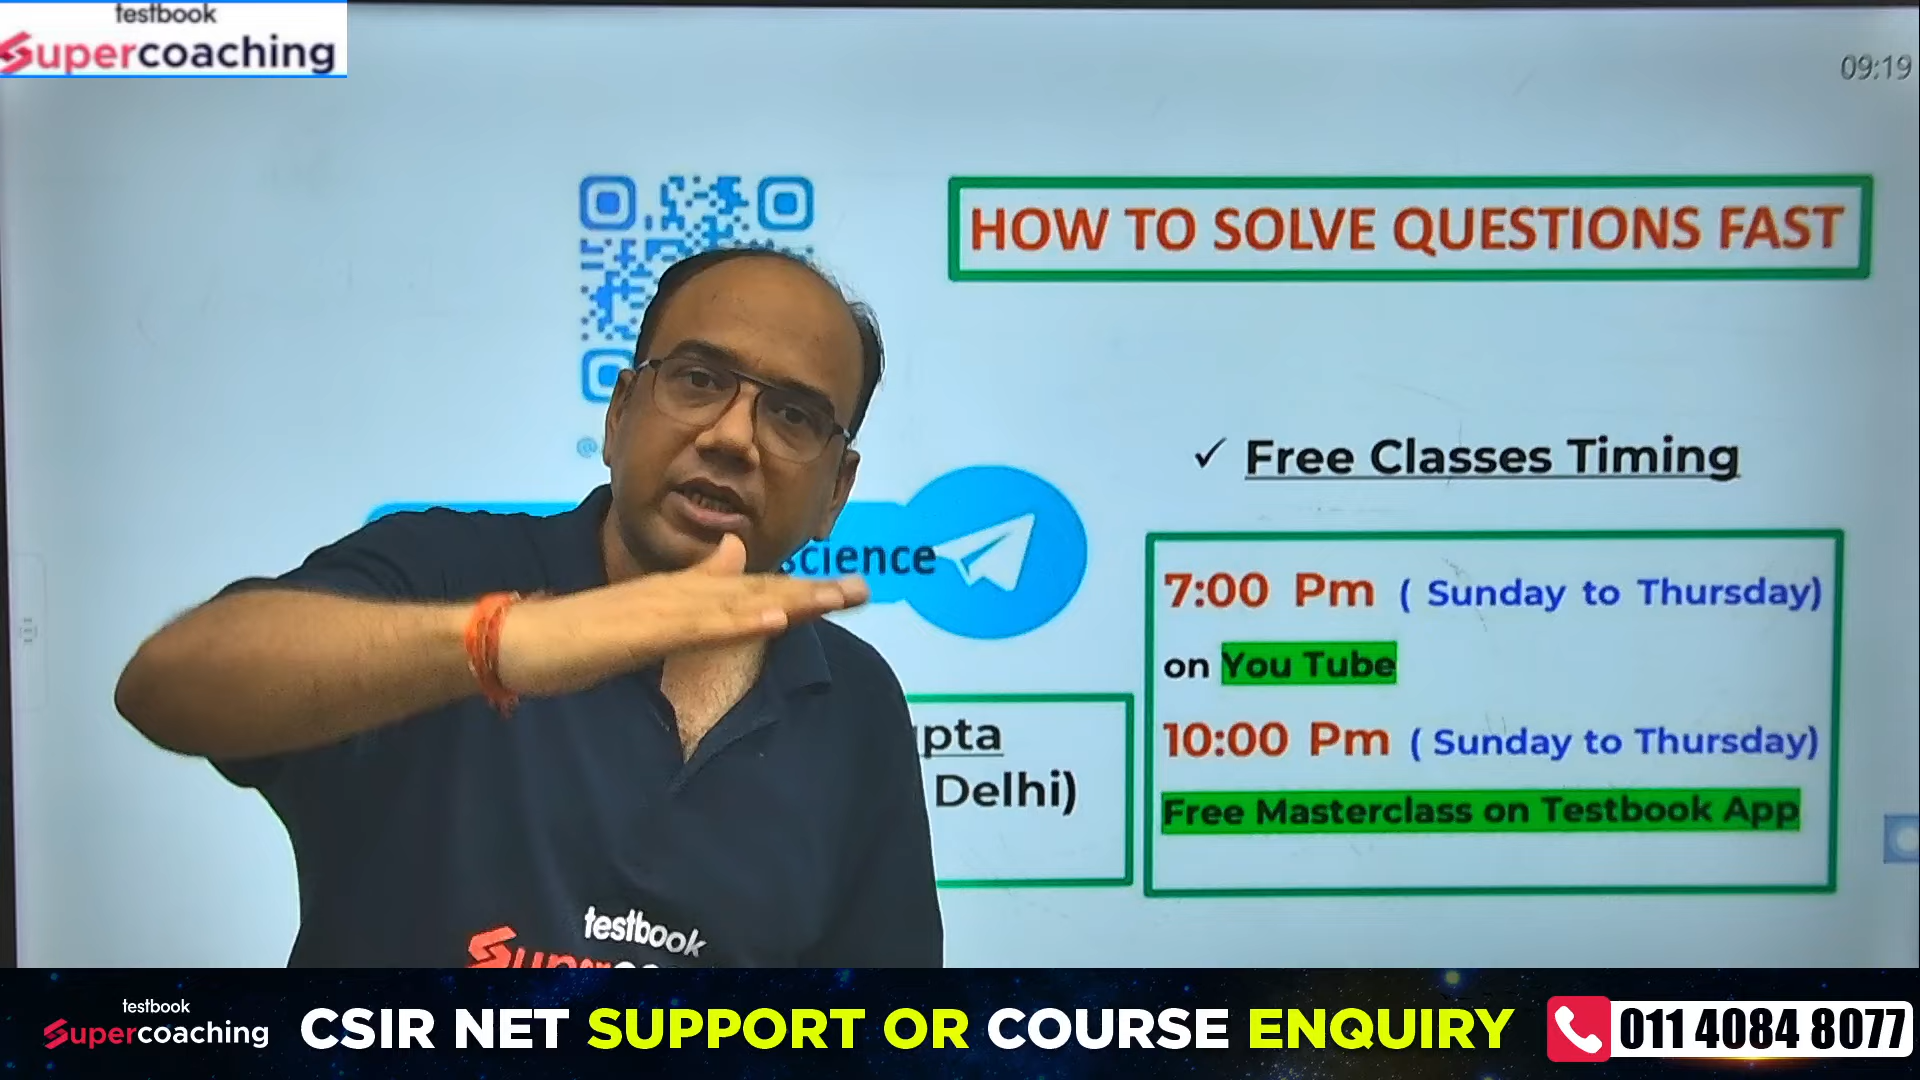 testbook
Supercoaching
09:19
HOW TO SOLVE QUESTIONS FAST
@
science
✓ Free Classes Timing
7:00 Pm ( Sunday to Thursday)
on You Tube
10:00 Pm ( Sunday to Thursday)
Free Masterclass on Testbook App
Delhi)
testbook
testbook
Supercoaching
CSIR NET SUPPORT OR COURSE ENQUIRY
011 4084 8077